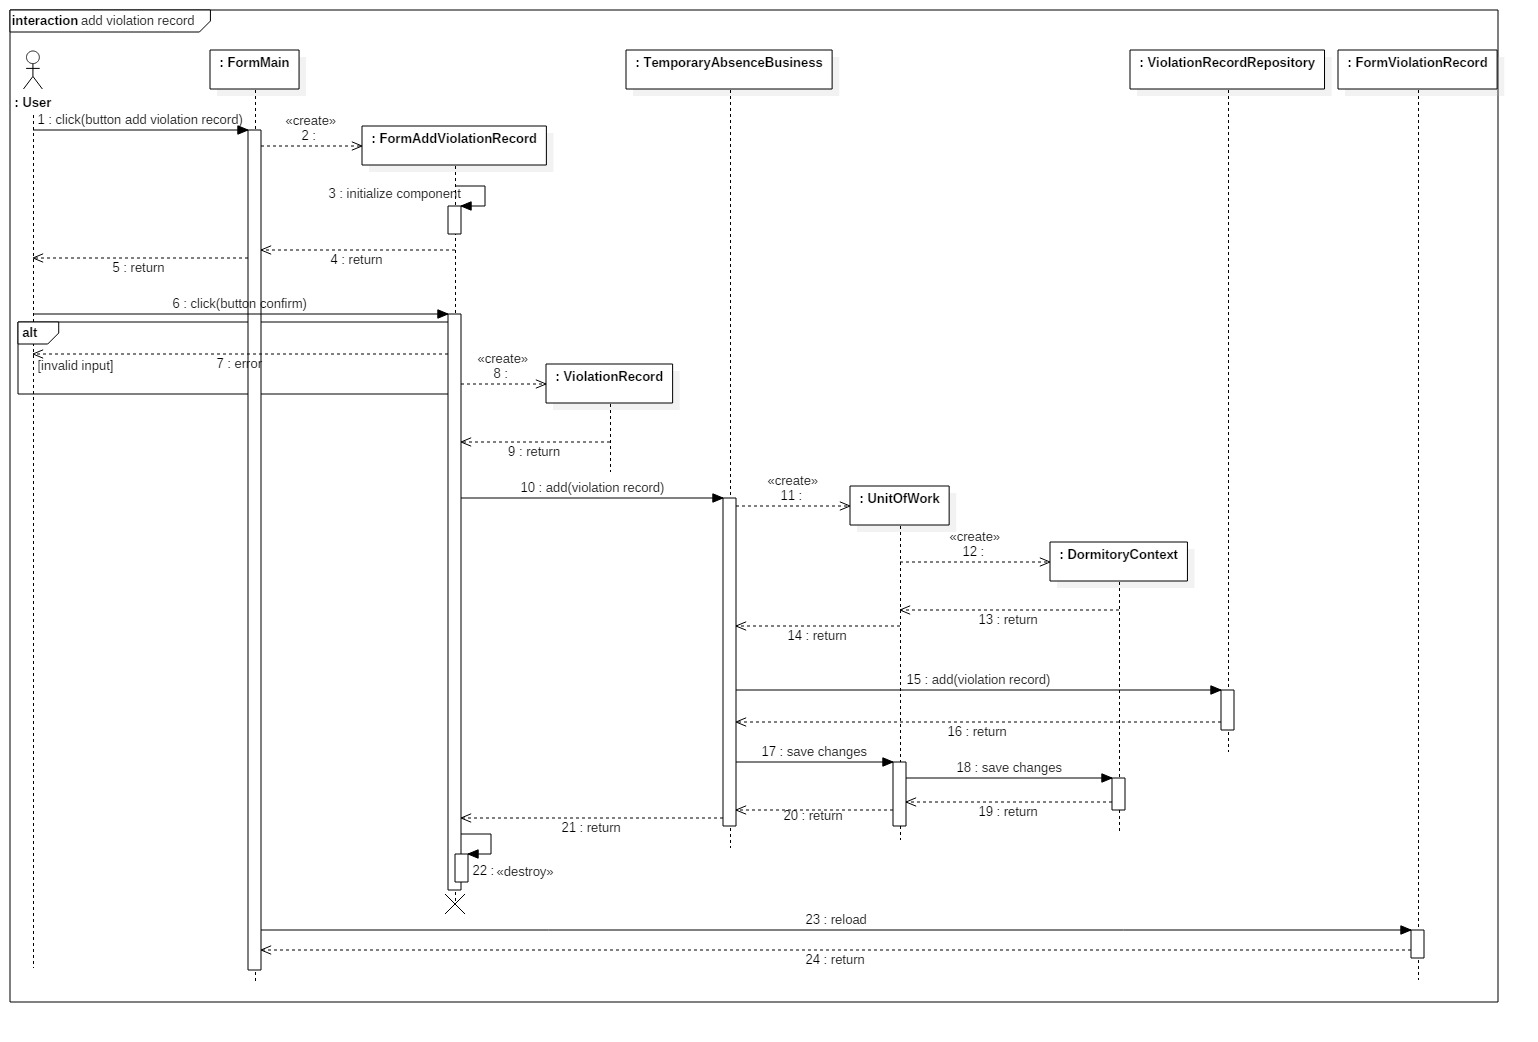 interaction add violation record
: FormMain
: TemporaryAbsenceBusiness
: ViolationRecordRepository
: FormViolationRecord
: User
1 : click(button add violation record)
«create»
2 :
: FormAddViolationRecord
3 : initialize component
4 : return
5 : return
6 : click(button confirm)
alt
[invalid input]
7 : error
«create»
8 :
: ViolationRecord
9 : return
10 : add(violation record)
«create»
11 :
: UnitOfWork
«create»
12 :
: DormitoryContext
13 : return
14 : return
15 : add(violation record)
16 : return
17 : save changes
18 : save changes
19 : return
20 : return
21 : return
22 : «destroy»
23 : reload
24 : return